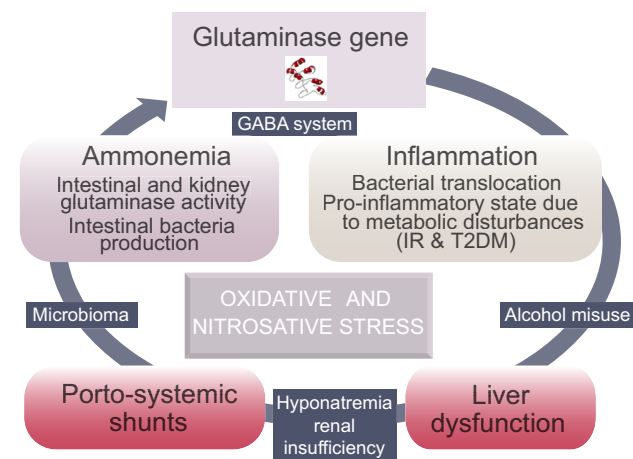 Glutaminase gene
GABA system
Ammonemia
Intestinal and kidney
glutaminase activity
Intestinal bacteria
production
Inflammation
Bacterial translocation
Pro-inflammatory state due
to metabolic disturbances
(IR & T2DM)
OXIDATIVE AND
NITROSATIVE STRESS
Microbioma
Alcohol misuse
Porto-systemic
shunts
Hyponatremia
renal
insufficiency
Liver
dysfunction